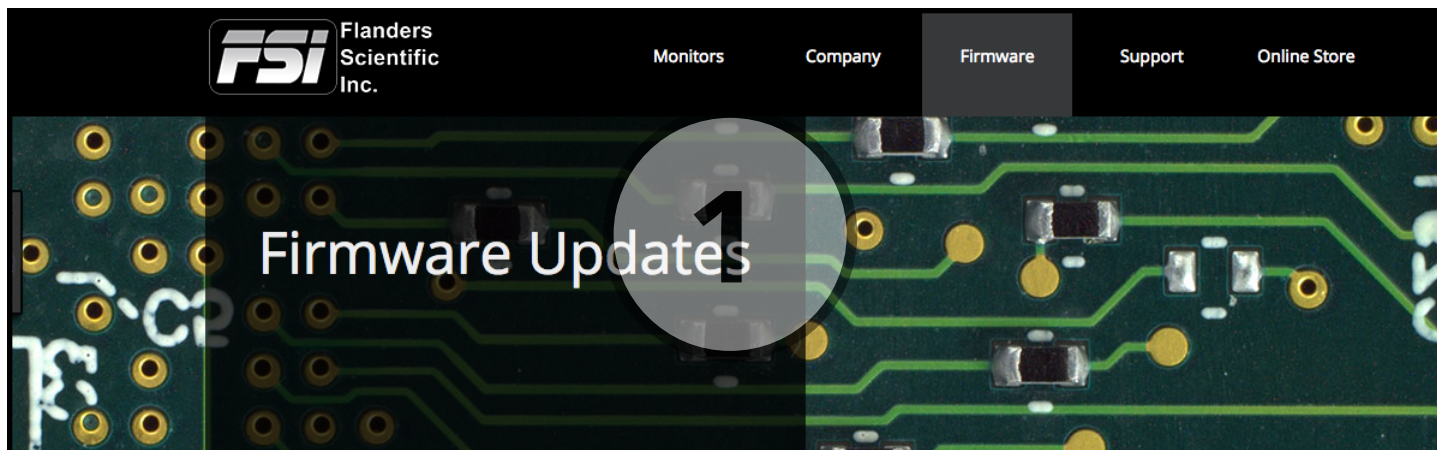 FSI
Flanders
Scientific
Inc.
Monitors
Company
Firmware
Support
Online Store
1
Firmware Updates
C2